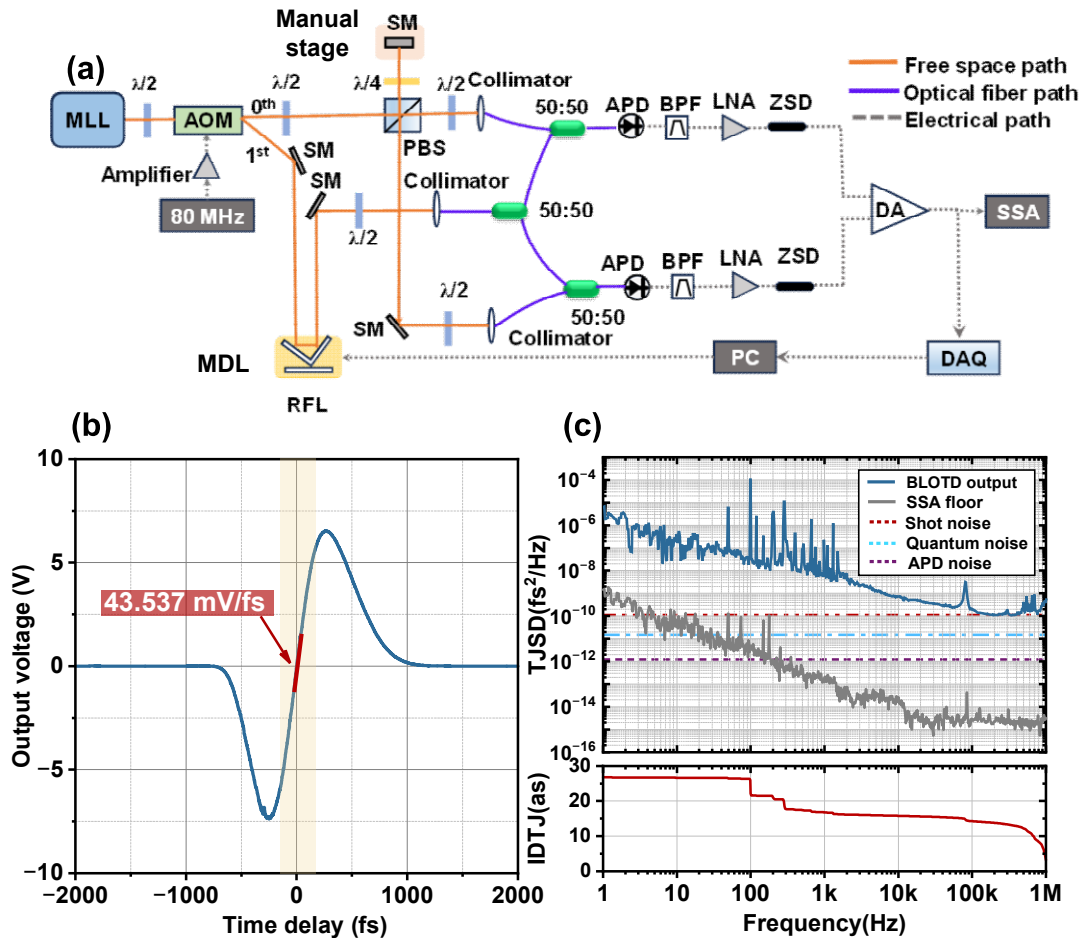 (a)
Manual
stage
SM
λ/2
λ/2
0th
λ/4
λ/2
Collimator
50:50
APD
BPF
LNA
ZSD
Free space path
Optical fiber path
Electrical path
MLL
AOM
1st
SM
PBS
Amplifier
SM
Collimator
80 MHz
λ/2
50:50
DA
SSA
APD
BPF
LNA
ZSD
λ/2
SM
50:50
Collimator
MDL
RFL
PC
DAQ
(b)
10
5
0
−5
−10
Output voltage (V)
43.537 mV/fs
−2000
−1000
0
1000
2000
Time delay (fs)
(c)
10−4
10−6
10−8
10−10
10−12
10−14
10−16
TJSD(fs2/Hz)
BLOTD output
SSA floor
Shot noise
Quantum noise
APD noise
30
20
10
0
IDTJ(as)
1
10
100
1k
10k
100k
1M
Frequency(Hz)